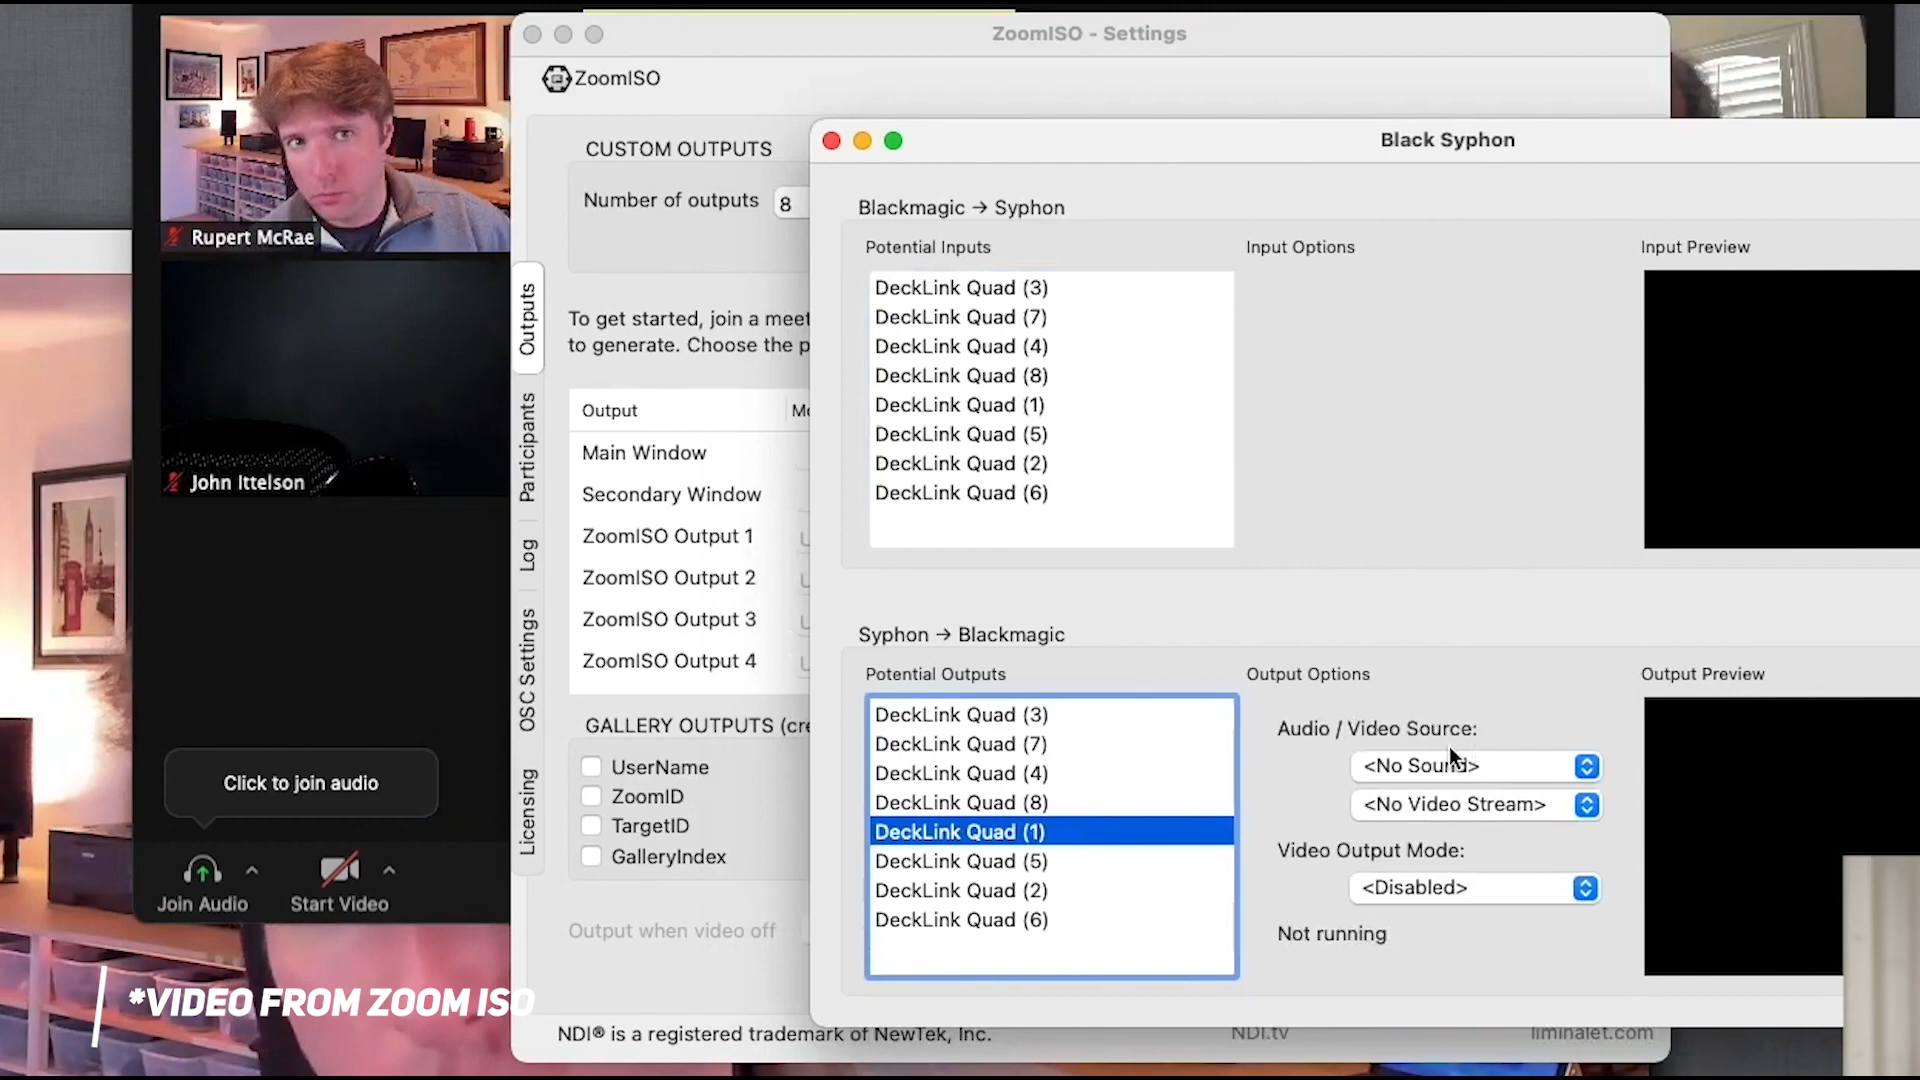 ZoomISO - Settings
ZoomISO
Black Syphon
CUSTOM OUTPUTS
Number of outputs 8
Rupert McRae
Blackmagic → Syphon
Potential Inputs
Input Options
Input Preview
DeckLink Quad (3)
DeckLink Quad (7)
DeckLink Quad (4)
DeckLink Quad (8)
DeckLink Quad (1)
DeckLink Quad (5)
DeckLink Quad (2)
DeckLink Quad (6)
Outputs
Participants
Log
OSC Settings
Licensing
To get started, join a meet
to generate. Choose the p
Output
Main Window
Secondary Window
ZoomISO Output 1
ZoomISO Output 2
ZoomISO Output 3
ZoomISO Output 4
John Ittelson
Syphon → Blackmagic
Potential Outputs
Output Options
Output Preview
DeckLink Quad (3)
DeckLink Quad (7)
DeckLink Quad (4)
DeckLink Quad (8)
DeckLink Quad (1)
DeckLink Quad (5)
DeckLink Quad (2)
DeckLink Quad (6)
Audio / Video Source:
<No Sound>
<No Video Stream>
Video Output Mode:
<Disabled>
Not running
GALLERY OUTPUTS (cre
UserName
ZoomID
TargetID
GalleryIndex
Output when video off
Click to join audio
Join Audio
Start Video
*VIDEO FROM ZOOM ISO
NDI® is a registered trademark of NewTek, Inc.
NDI.tv
liminalet.com